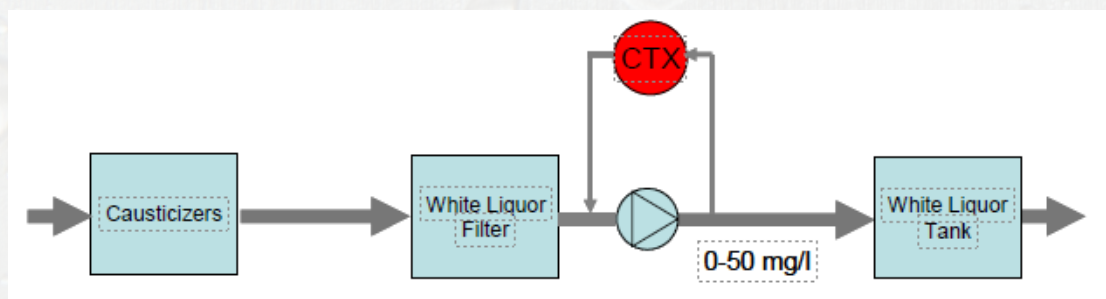 CTX
Causticizers
White Liquor
Filter
White Liquor
Tank
0-50 mg/l